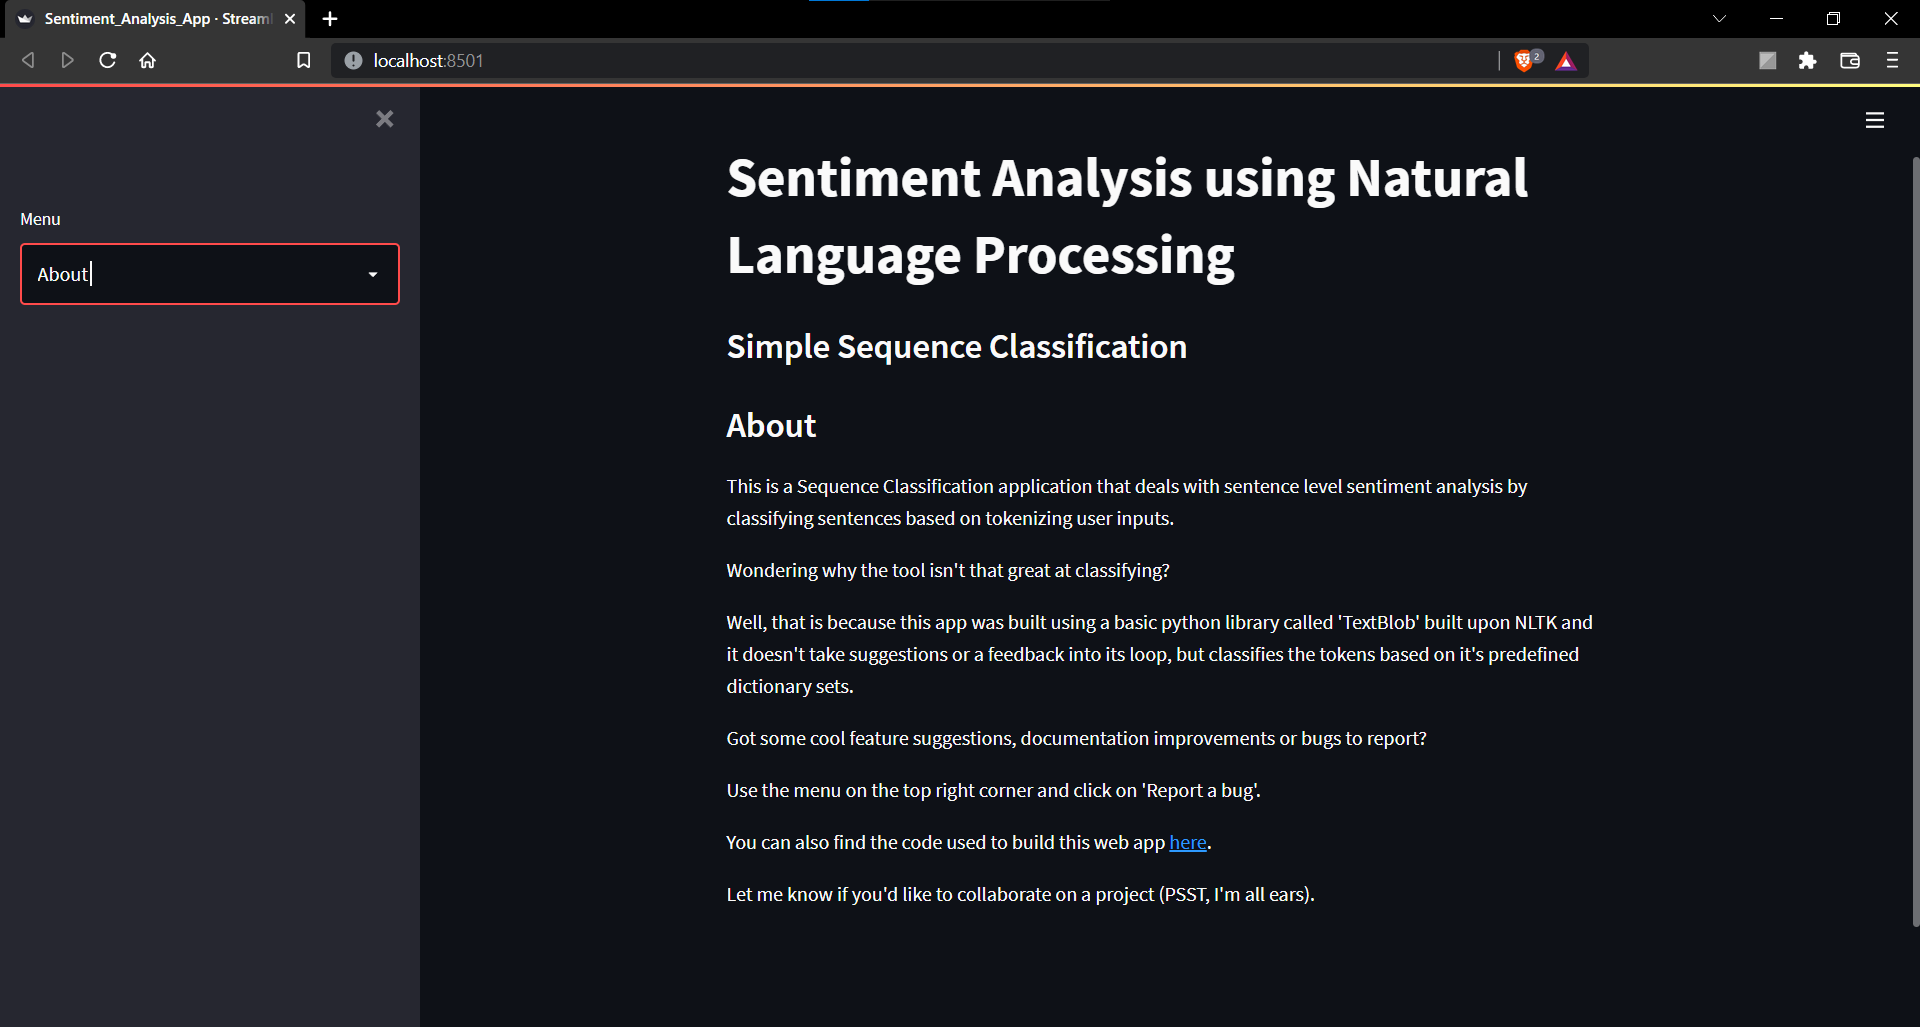 Sentiment_Analysis_App · Streaml
localhost:8501
2
Menu
About
Sentiment Analysis using Natural
Language Processing
Simple Sequence Classification
About
This is a Sequence Classification application that deals with sentence level sentiment analysis by
classifying sentences based on tokenizing user inputs.
Wondering why the tool isn't that great at classifying?
Well, that is because this app was built using a basic python library called 'TextBlob' built upon NLTK and
it doesn't take suggestions or a feedback into its loop, but classifies the tokens based on it's predefined
dictionary sets.
Got some cool feature suggestions, documentation improvements or bugs to report?
Use the menu on the top right corner and click on 'Report a bug'.
You can also find the code used to build this web app here.
Let me know if you'd like to collaborate on a project (PSST, I'm all ears).